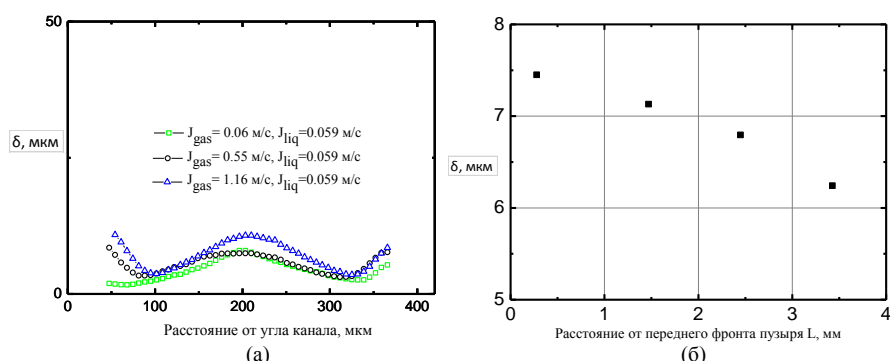 50
δ, мкм
0
J_gas= 0.06 м/с, J_liq=0.059 м/с
J_gas= 0.55 м/с, J_liq=0.059 м/с
J_gas= 1.16 м/с, J_liq=0.059 м/с
0 100 200 300 400
Расстояние от угла канала, мкм
(а)
8
7
δ, мкм
6
5
0 1 2 3 4
Расстояние от переднего фронта пузыря L, мм
(б)